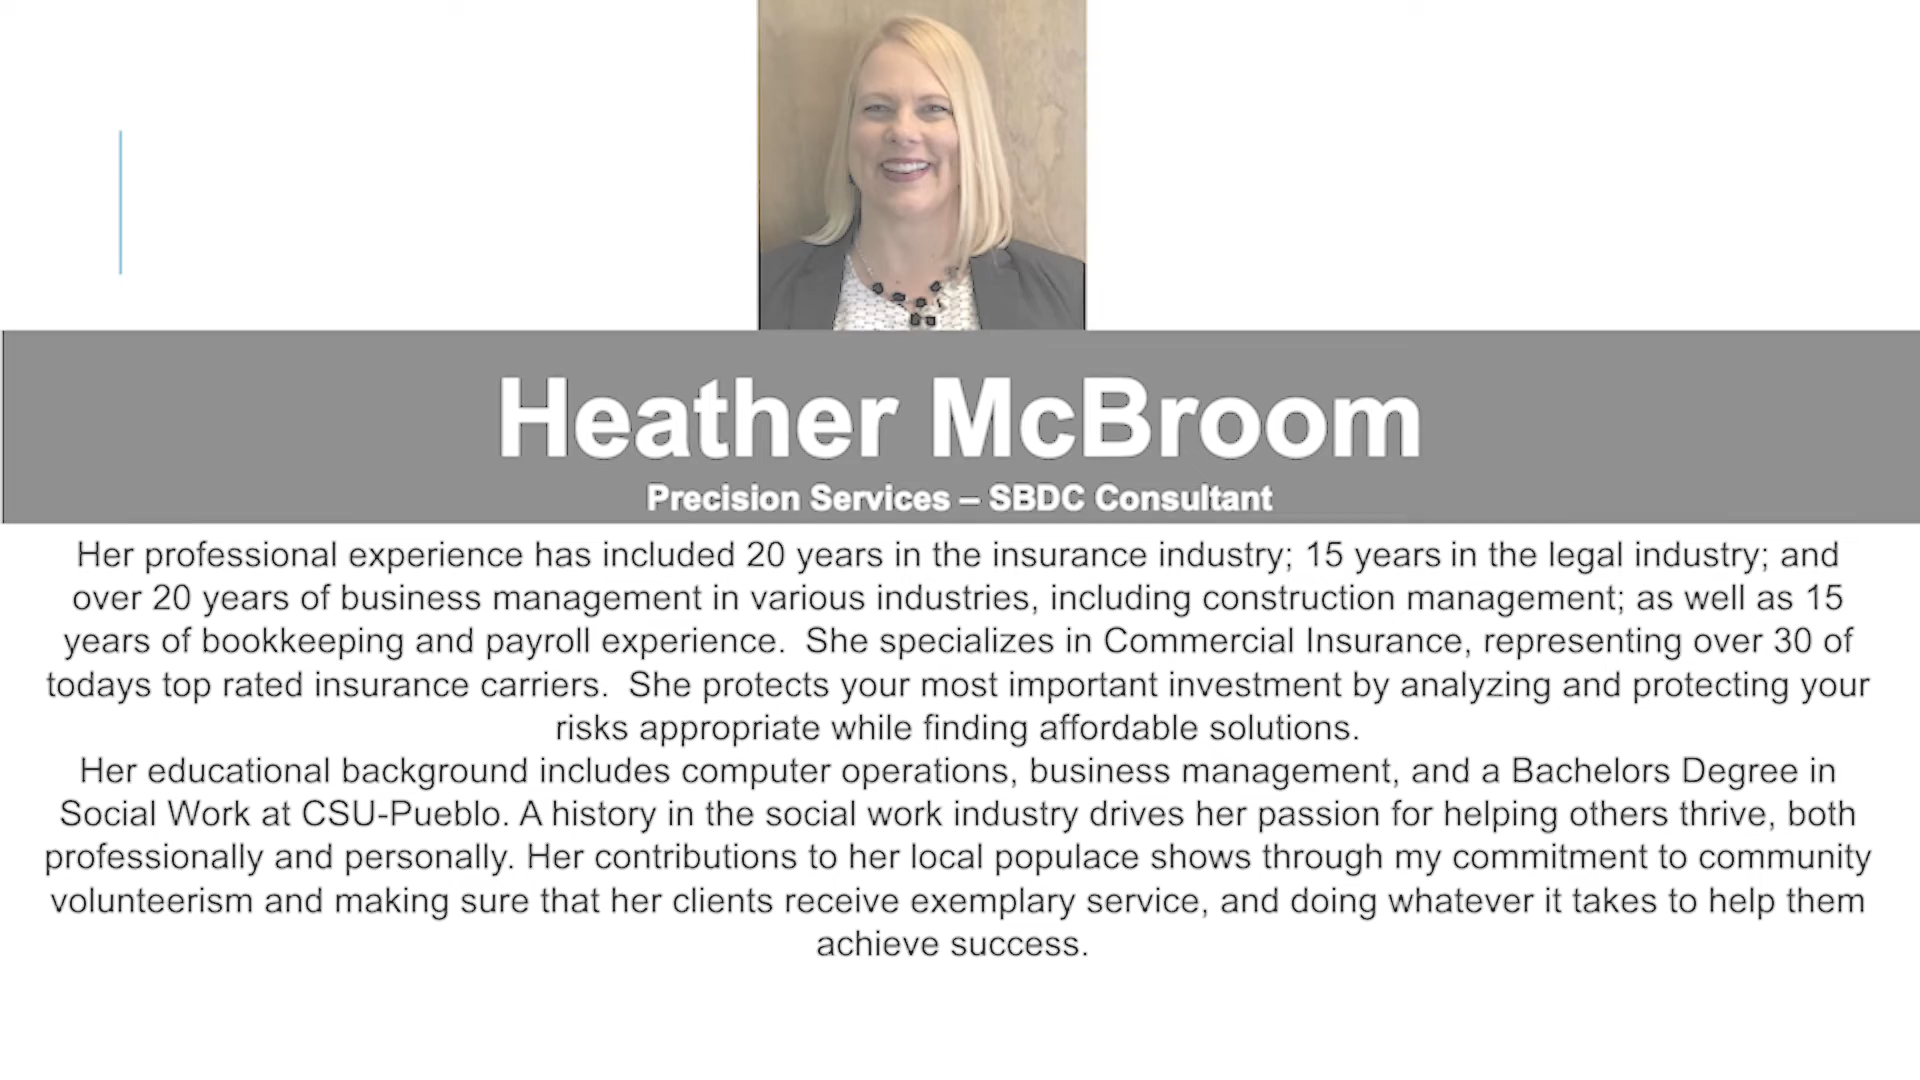 Heather McBroom
Precision Services – SBDC Consultant
Her professional experience has included 20 years in the insurance industry; 15 years in the legal industry; and
over 20 years of business management in various industries, including construction management; as well as 15
years of bookkeeping and payroll experience.  She specializes in Commercial Insurance, representing over 30 of
todays top rated insurance carriers.  She protects your most important investment by analyzing and protecting your
risks appropriate while finding affordable solutions.
Her educational background includes computer operations, business management, and a Bachelors Degree in
Social Work at CSU-Pueblo. A history in the social work industry drives her passion for helping others thrive, both
professionally and personally. Her contributions to her local populace shows through my commitment to community
volunteerism and making sure that her clients receive exemplary service, and doing whatever it takes to help them
achieve success.